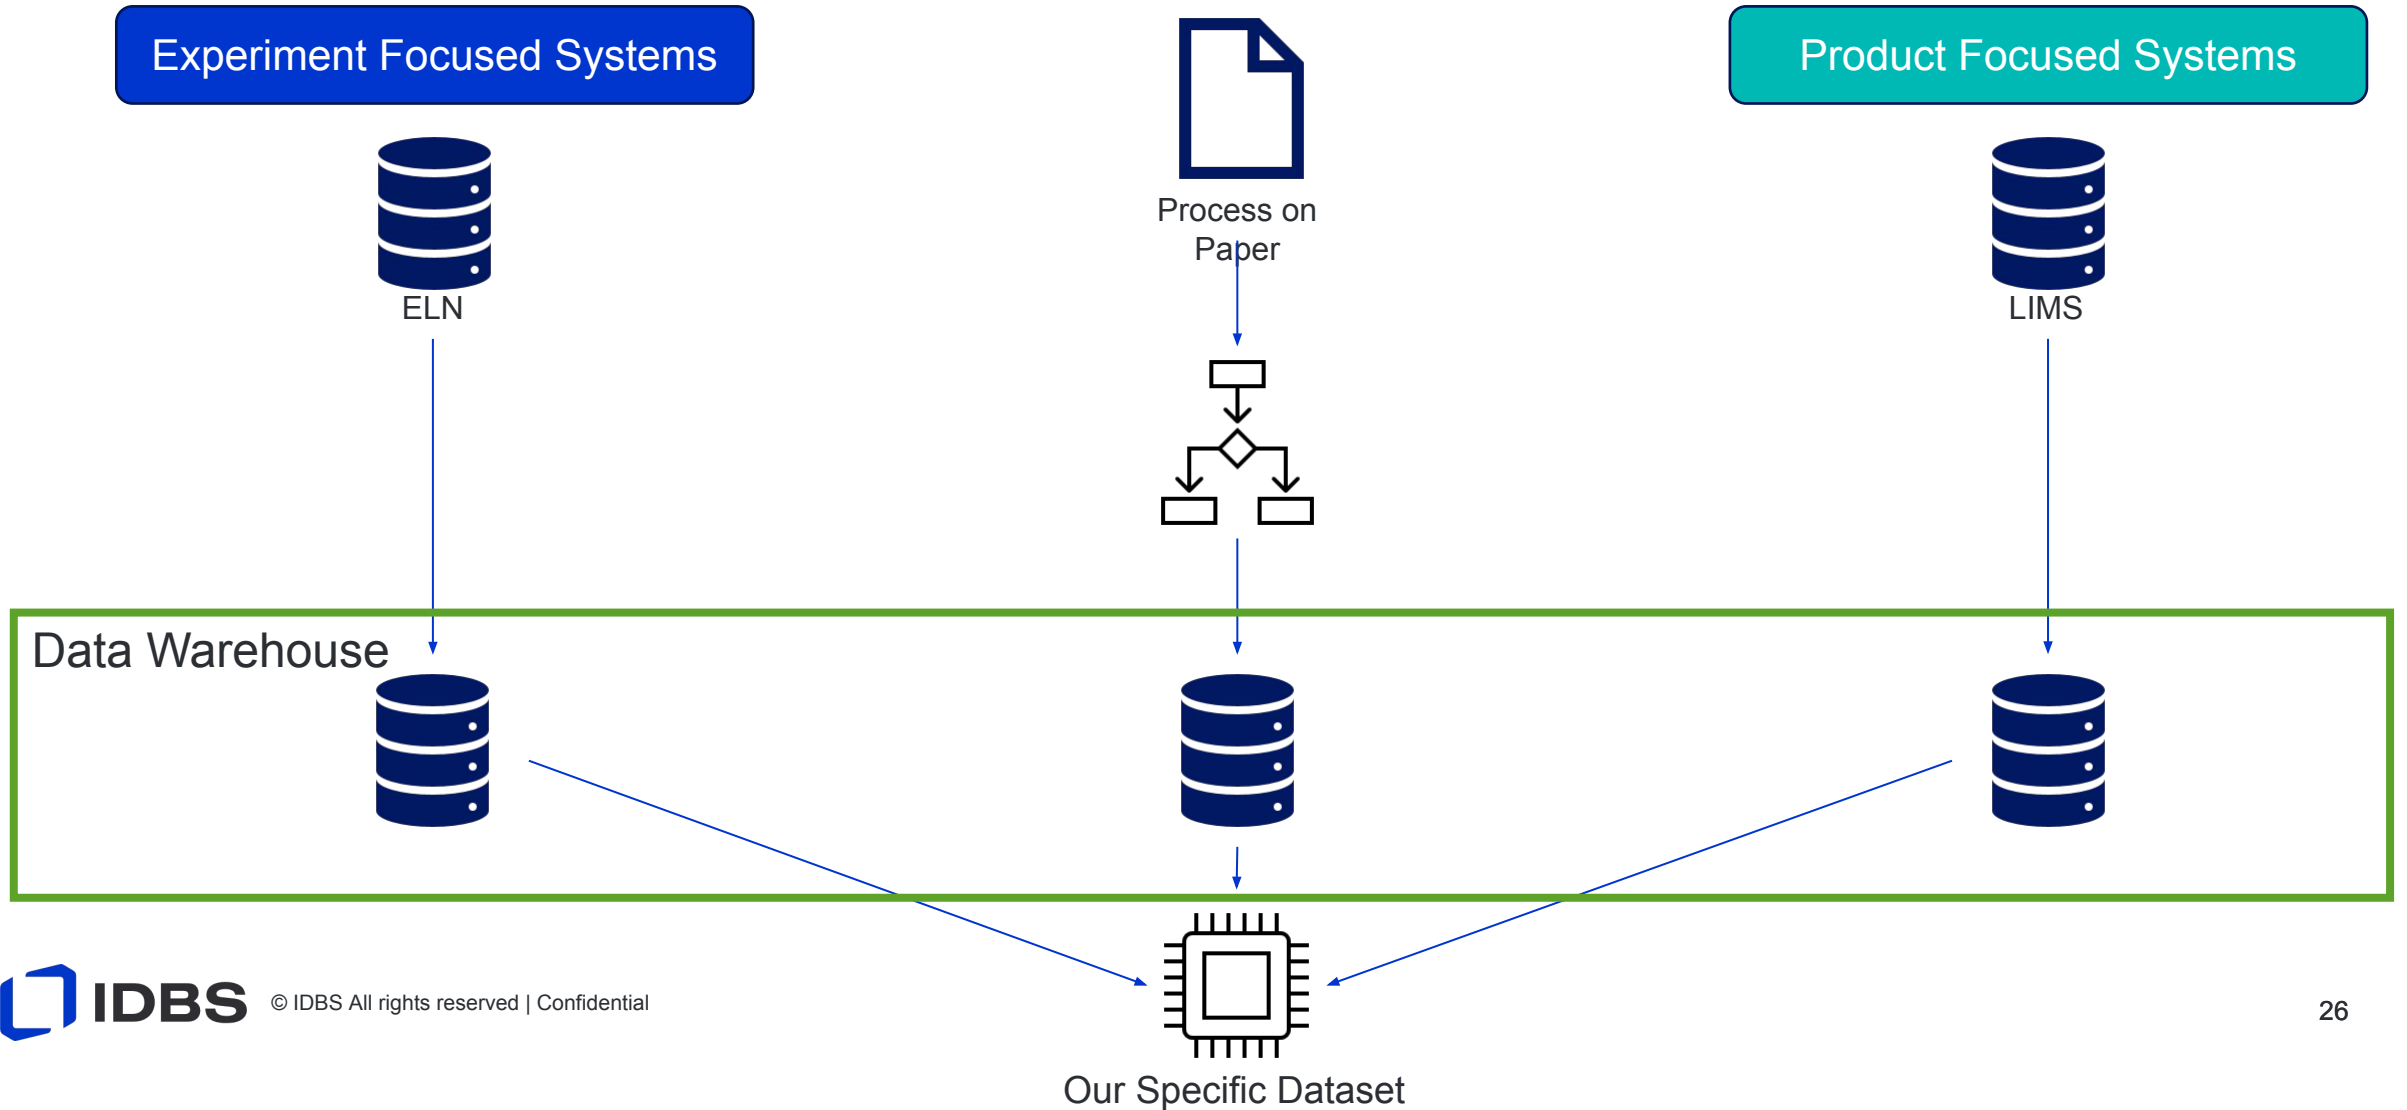 Experiment Focused Systems
Product Focused Systems
Process on
Paper
ELN
LIMS
Data Warehouse
IDBS
© IDBS All rights reserved | Confidential
26
Our Specific Dataset